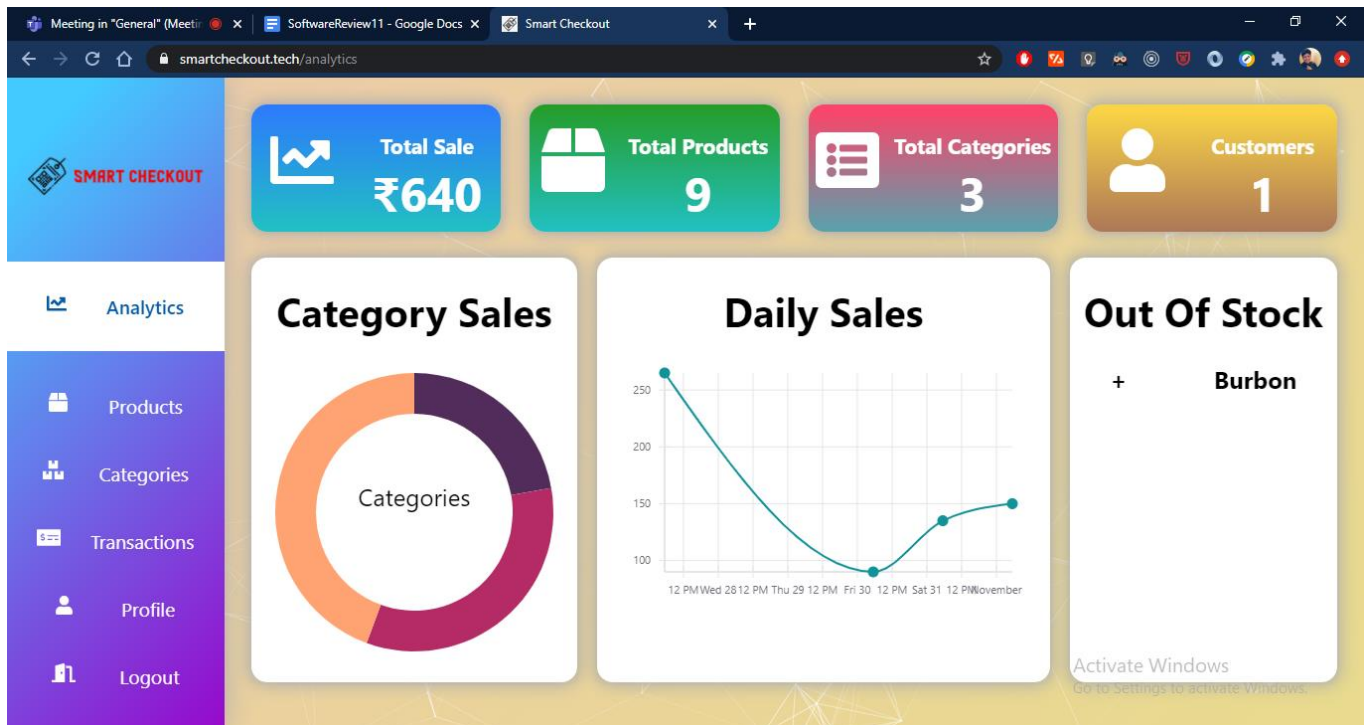 Meeting in "General" (Meetin
SoftwareReview11 - Google Docs
Smart Checkout
smartcheckout.tech/analytics
SMART CHECKOUT
Analytics
Products
Categories
Transactions
Profile
Logout
Total Sale
₹640
Total Products
9
Total Categories
3
Customers
1
Category Sales
Categories
Daily Sales
250
200
150
100
12 PM Wed 28 12 PM Thu 29 12 PM Fri 30 12 PM Sat 31 12 PM November
Out Of Stock
+ Burbon
Activate Windows
Go to Settings to activate Windows.